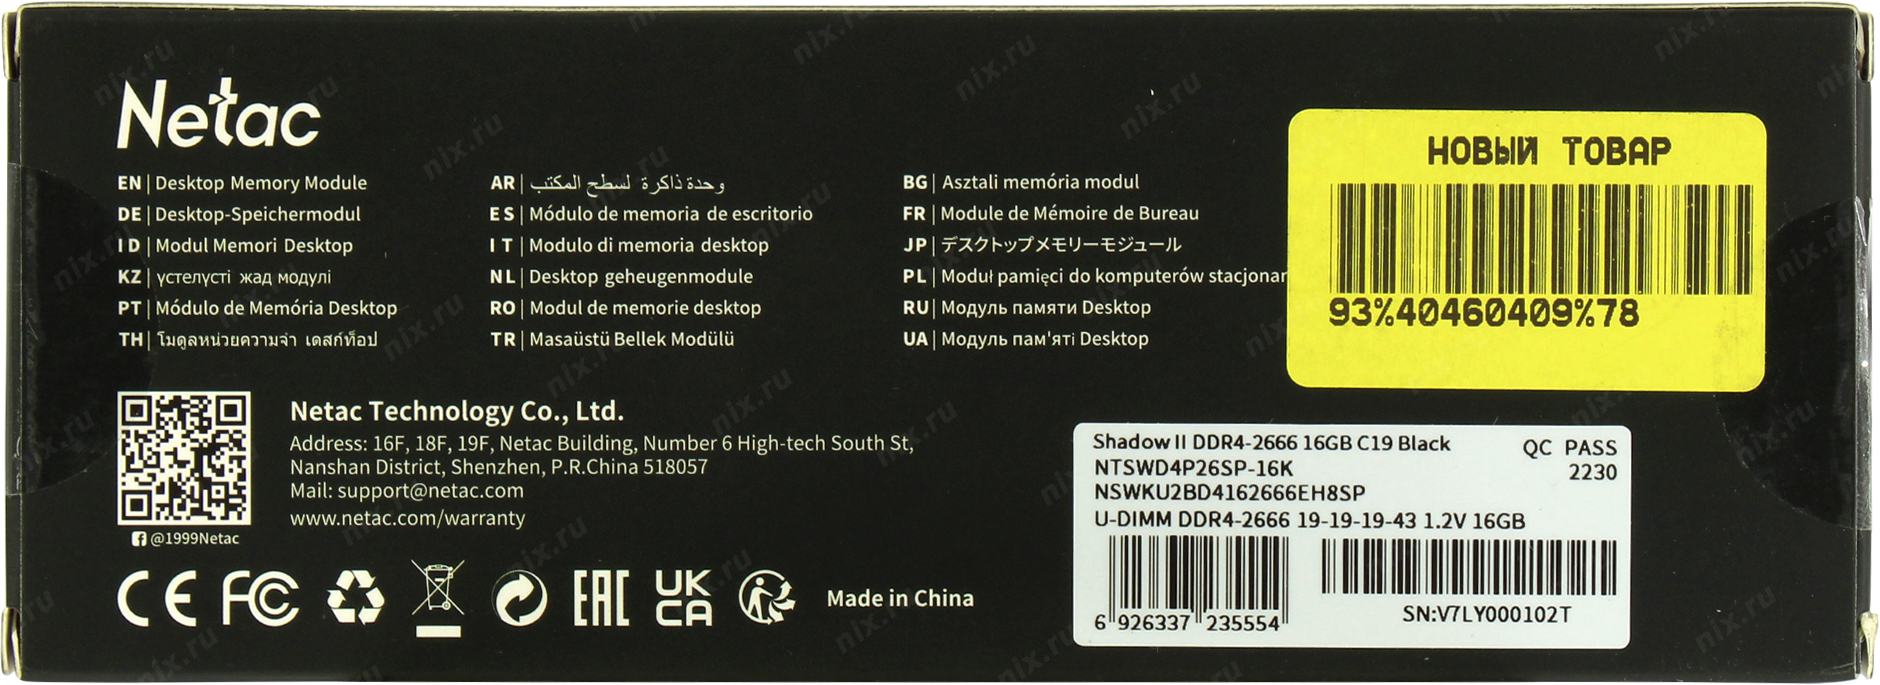 Netac
EN | Desktop Memory Module
DE | Desktop-Speichermodul
ID | Modul Memori Desktop
KZ | үстелүсті жад модулі
PT | Módulo de Memória Desktop
TH | โมดูลหน่วยความจำ เดสก์ท็อป
AR | وحدة ذاكرة لسطح المكتب
ES | Módulo de memoria de escritorio
IT | Modulo di memoria desktop
NL | Desktop geheugenmodule
RO | Modul de memorie desktop
TR | Masaüstü Bellek Modülü
BG | Asztali memória modul
FR | Module de Mémoire de Bureau
JP | デスクトップメモリーモジュール
PL | Moduł pamięci do komputerów stacjonar
RU | Модуль памяти Desktop
UA | Модуль пам'яті Desktop
НОВЫЙ ТОВАР
93%40460409%78
@1999Netac
Netac Technology Co., Ltd.
Address: 16F, 18F, 19F, Netac Building, Number 6 High-tech South St,
Nanshan District, Shenzhen, P.R.China 518057
Mail: support@netac.com
www.netac.com/warranty
CE FC EAC UK CA
Made in China
Shadow II DDR4-2666 16GB C19 Black
QC PASS
NTSWD4P26SP-16K
2230
NSWKU2BD4162666EH8SP
U-DIMM DDR4-2666 19-19-19-43 1.2V 16GB
6 926337 235554
SN:V7LY000102T
nix.ru